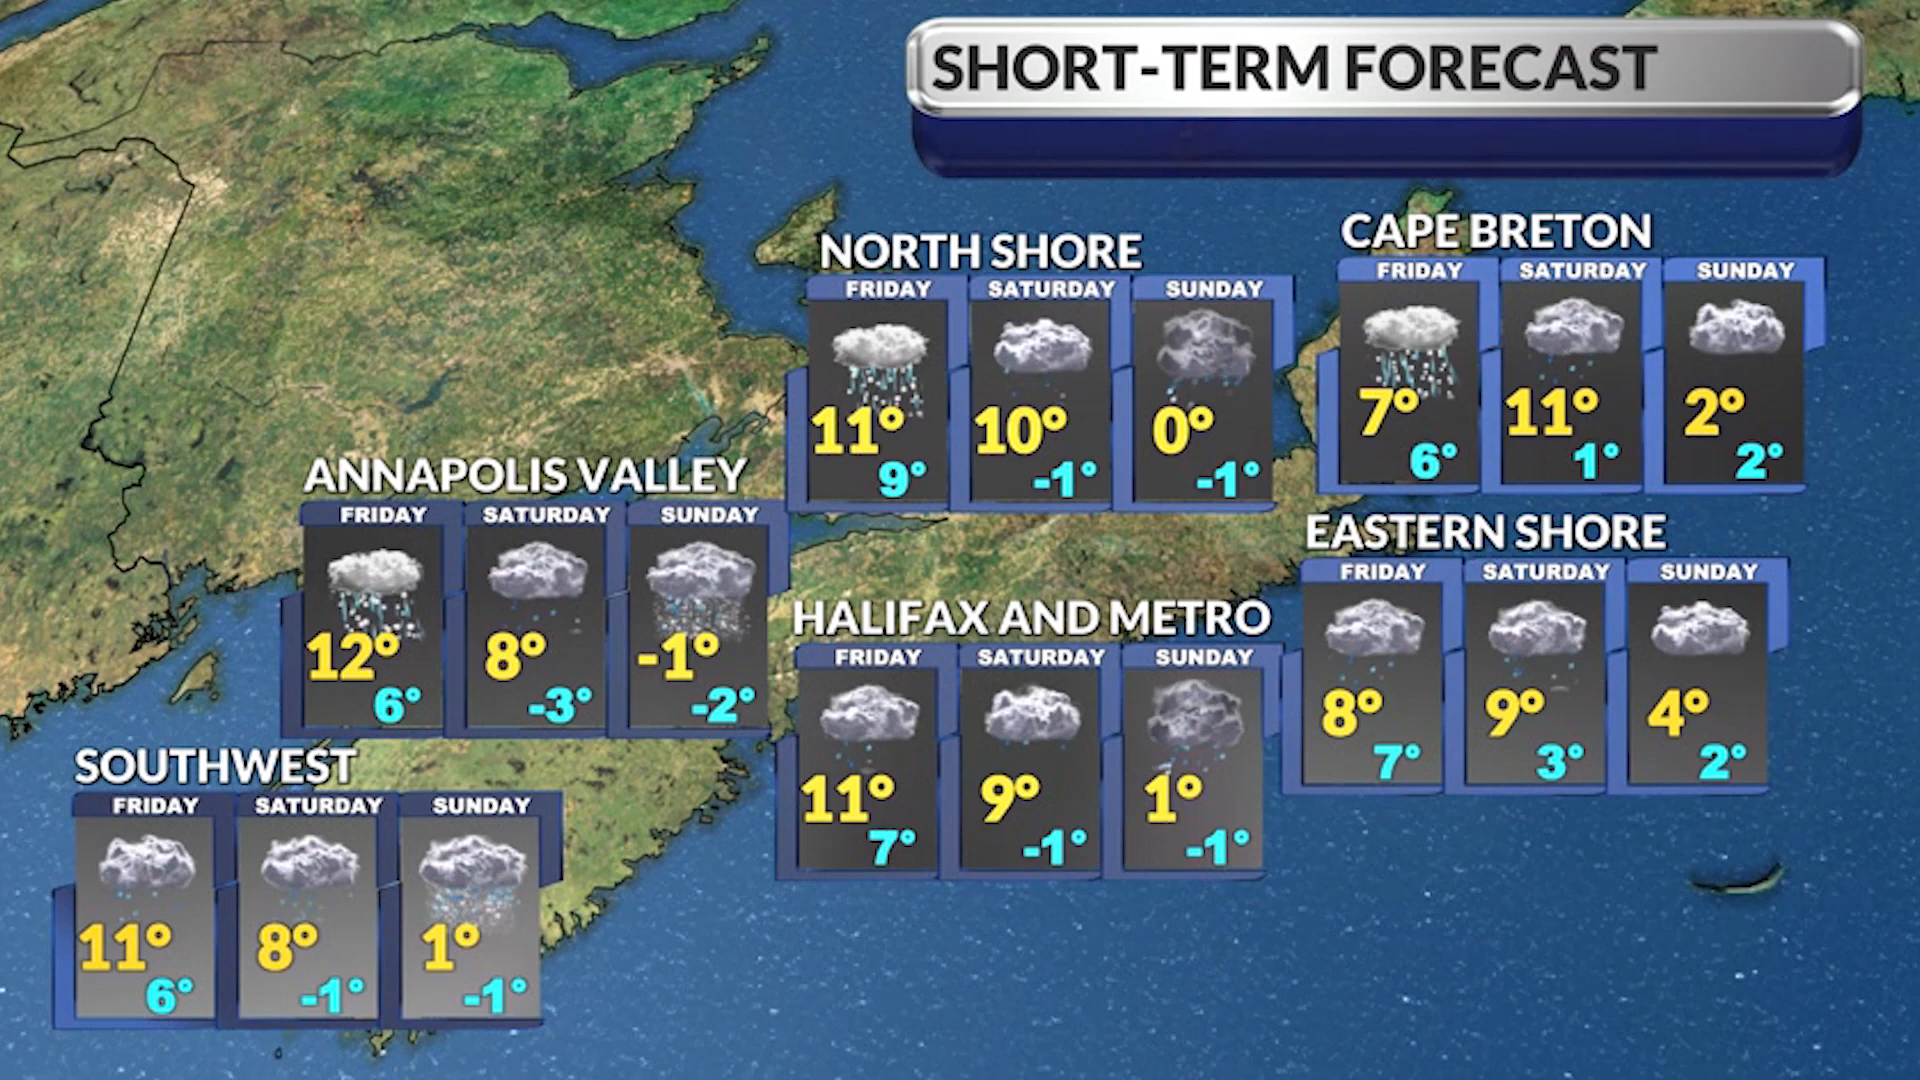 SHORT-TERM FORECAST
CAPE BRETON
FRIDAY SATURDAY SUNDAY
7° 11° 2°
6° 1° 2°
NORTH SHORE
FRIDAY SATURDAY SUNDAY
11° 10° 0°
9° -1° -1°
ANNAPOLIS VALLEY
FRIDAY SATURDAY SUNDAY
12° 8° -1°
6° -3° -2°
EASTERN SHORE
FRIDAY SATURDAY SUNDAY
8° 9° 4°
7° 3° 2°
HALIFAX AND METRO
FRIDAY SATURDAY SUNDAY
11° 9° 1°
7° -1° -1°
SOUTHWEST
FRIDAY SATURDAY SUNDAY
11° 8° 1°
6° -1° -1°